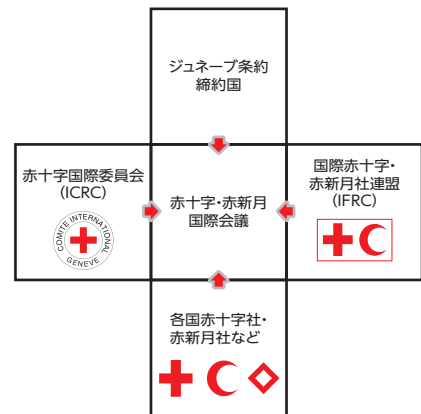 ジュネーブ条約
締約国
赤十字国際委員会
(ICRC)
COMITE INTERNATIONAL
GENEVE
赤十字・赤新月
国際会議
国際赤十字・
赤新月社連盟
(IFRC)
各国赤十字社・
赤新月社など